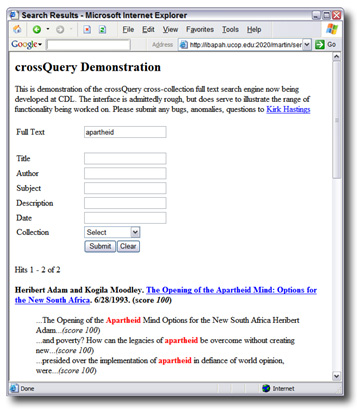 Search Results - Microsoft Internet Explorer
File Edit View Favorites Tools Help
Google Address http://ibapah.ucop.edu:2020/martin/ser Go
crossQuery Demonstration
This is demonstration of the crossQuery cross-collection full text search engine now being
developed at CDL. The interface is admittedly rough, but does serve to illustrate the range of
functionality being worked on. Please submit any bugs, anomalies, questions to Kirk Hastings
Full Text apartheid
Title
Author
Subject
Description
Date
Collection Select
Submit Clear
Hits 1 - 2 of 2
Heribert Adam and Kogila Moodley. The Opening of the Apartheid Mind: Options for
the New South Africa. 6/28/1993. (score 100)
...The Opening of the Apartheid Mind Options for the New South Africa Heribert
Adam...(score 100)
...and poverty? How can the legacies of apartheid be overcome without creating
new...(score 100)
...presided over the implementation of apartheid in defiance of world opinion,
were...(score 100)
Done Internet